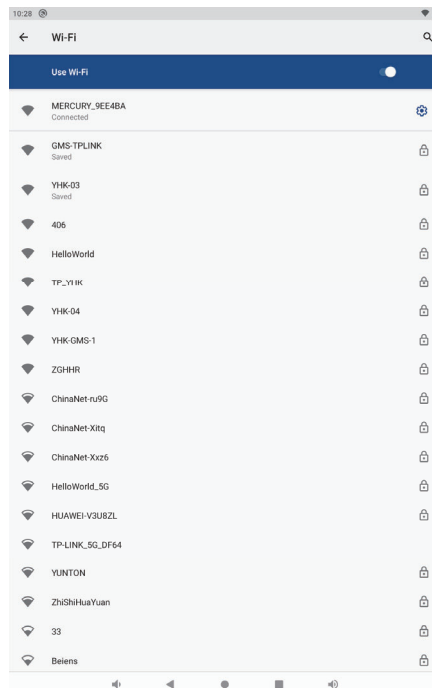 10:28
Wi-Fi
Use Wi-Fi
MERCURY_9EE4BA
Connected
GMS-TPLINK
Saved
YHK-03
Saved
406
HelloWorld
TP_YHK
YHK-04
YHK-GMS-1
ZGHHR
ChinaNet-ru9G
ChinaNet-Xitq
ChinaNet-Xxz6
HelloWorld_5G
HUAWEI-V3U8ZL
TP-LINK_5G_DF64
YUNTON
ZhiShiHuaYuan
33
Beiens